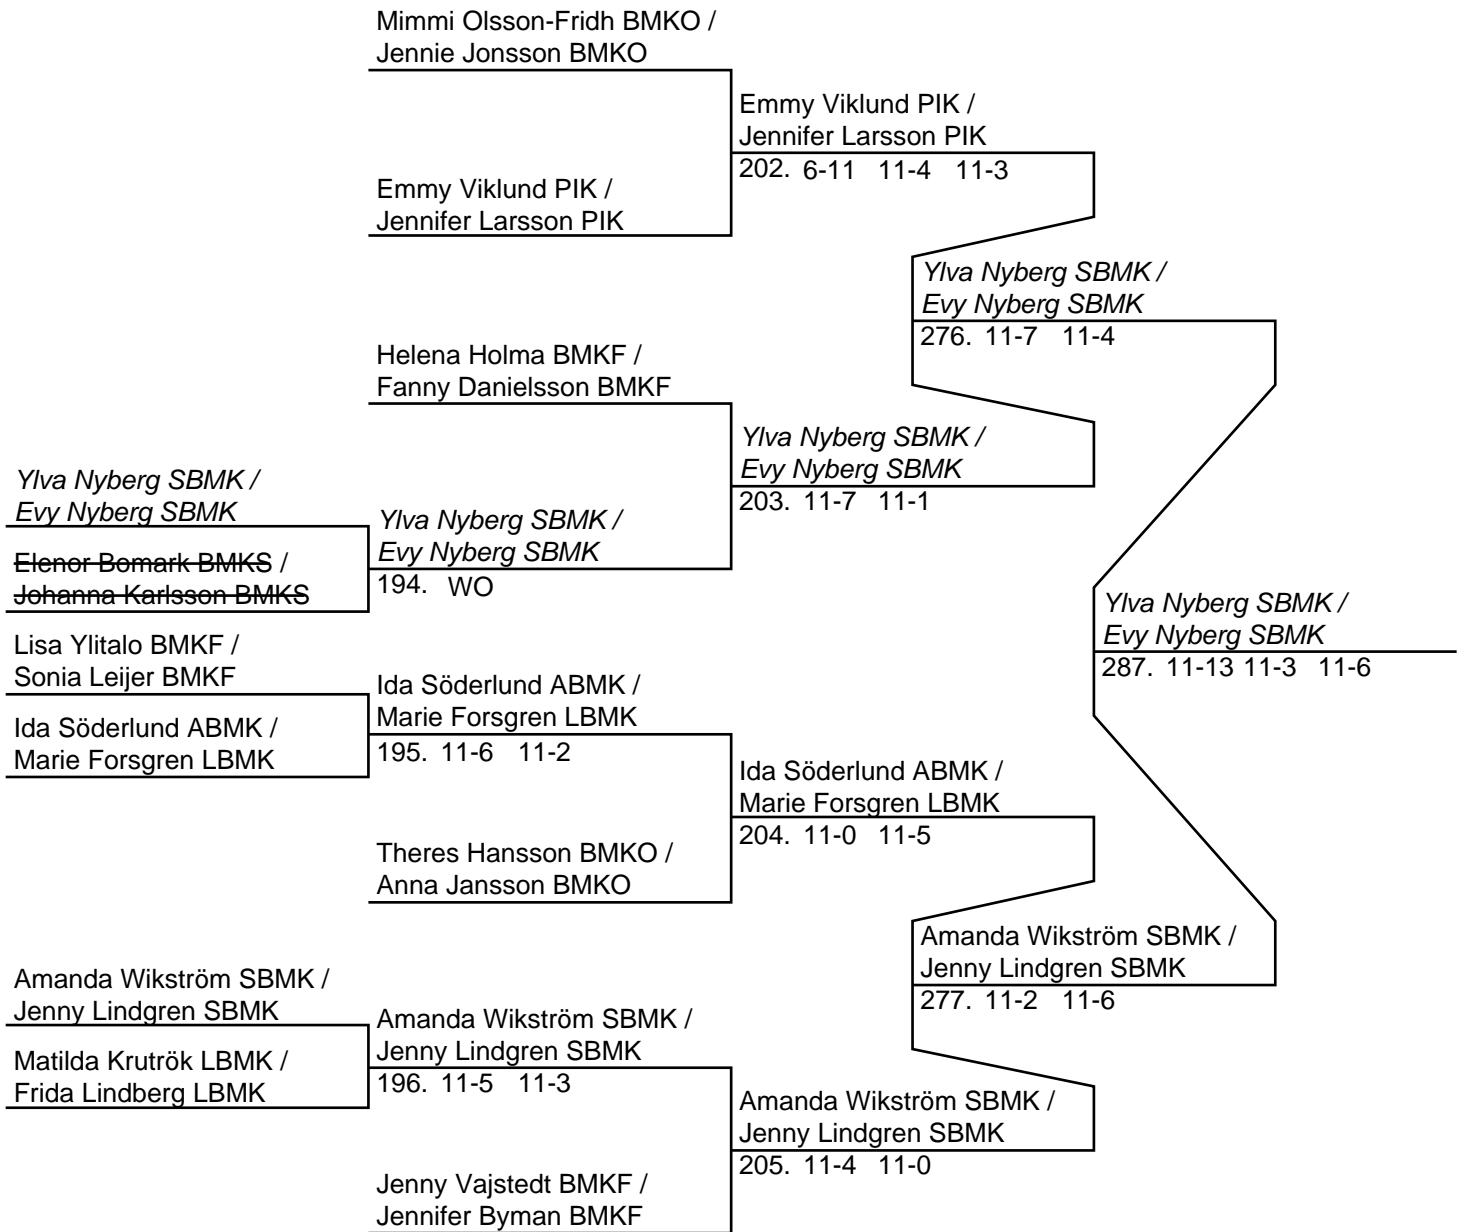 Mimmi Olsson-Fridh BMKO /
Jennie Jonsson BMKO
Emmy Viklund PIK /
Jennifer Larsson PIK
202. 6-11 11-4 11-3
Emmy Viklund PIK /
Jennifer Larsson PIK
Ylva Nyberg SBMK /
Evy Nyberg SBMK
276. 11-7 11-4
Helena Holma BMKF /
Fanny Danielsson BMKF
Ylva Nyberg SBMK /
Evy Nyberg SBMK
203. 11-7 11-1
Ylva Nyberg SBMK /
Evy Nyberg SBMK
Ylva Nyberg SBMK /
Evy Nyberg SBMK
194. WO
Elenor Bomark BMKS /
Johanna Karlsson BMKS
Ylva Nyberg SBMK /
Evy Nyberg SBMK
287. 11-13 11-3 11-6
Lisa Ylitalo BMKF /
Sonia Leijer BMKF
Ida Söderlund ABMK /
Marie Forsgren LBMK
195. 11-6 11-2
Ida Söderlund ABMK /
Marie Forsgren LBMK
Ida Söderlund ABMK /
Marie Forsgren LBMK
204. 11-0 11-5
Theres Hansson BMKO /
Anna Jansson BMKO
Amanda Wikström SBMK /
Jenny Lindgren SBMK
277. 11-2 11-6
Amanda Wikström SBMK /
Jenny Lindgren SBMK
Amanda Wikström SBMK /
Jenny Lindgren SBMK
196. 11-5 11-3
Matilda Krutrök LBMK /
Frida Lindberg LBMK
Amanda Wikström SBMK /
Jenny Lindgren SBMK
205. 11-4 11-0
Jenny Vajstedt BMKF /
Jennifer Byman BMKF